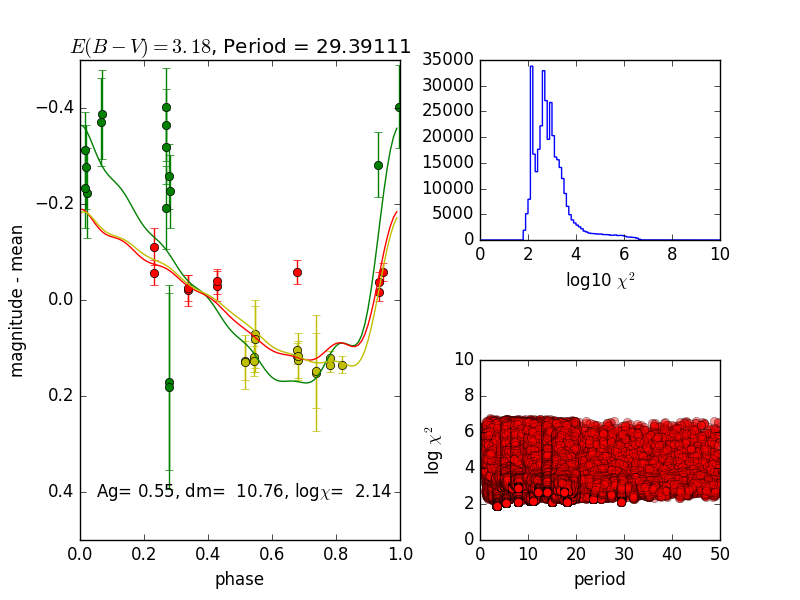 E(B − V) = 3.18, Period = 29.39111
−0.4
−0.2
0.0
0.2
0.4
magnitude - mean
Ag= 0.55, dm= 10.76, logχ= 2.14
0.0 0.2 0.4 0.6 0.8 1.0
phase
35000
30000
25000
20000
15000
10000
5000
0
0 2 4 6 8 10
log10 χ²
10
8
6
4
2
0
log χ²
0 10 20 30 40 50
period